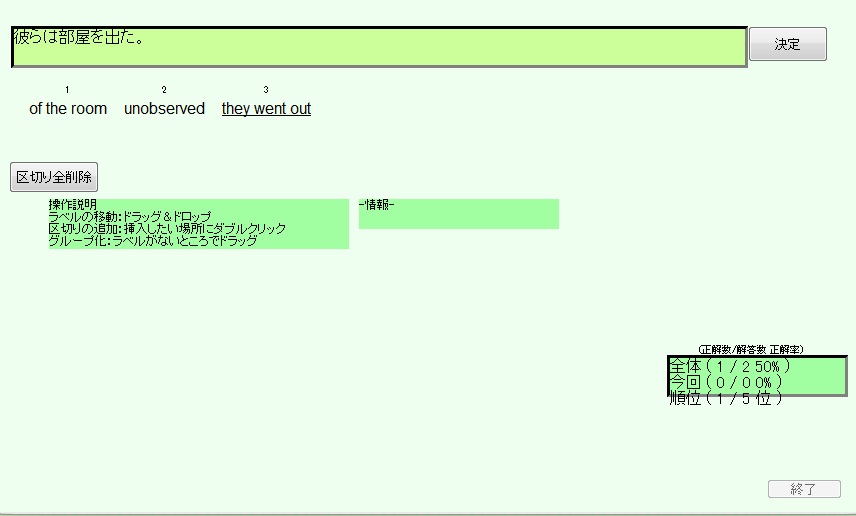 彼らは部屋を出た。
決定
1 2 3
of the room unobserved they went out
区切り全削除
操作説明
ラベルの移動：ドラッグ＆ドロップ
区切りの追加：挿入したい場所にダブルクリック
グループ化：ラベルがないところでドラッグ
-情報-
(正解数/解答数 正解率)
全体 ( 1 / 2 50% )
今回 ( 0 / 0 0% )
順位 ( 1 / 5 位 )
終了